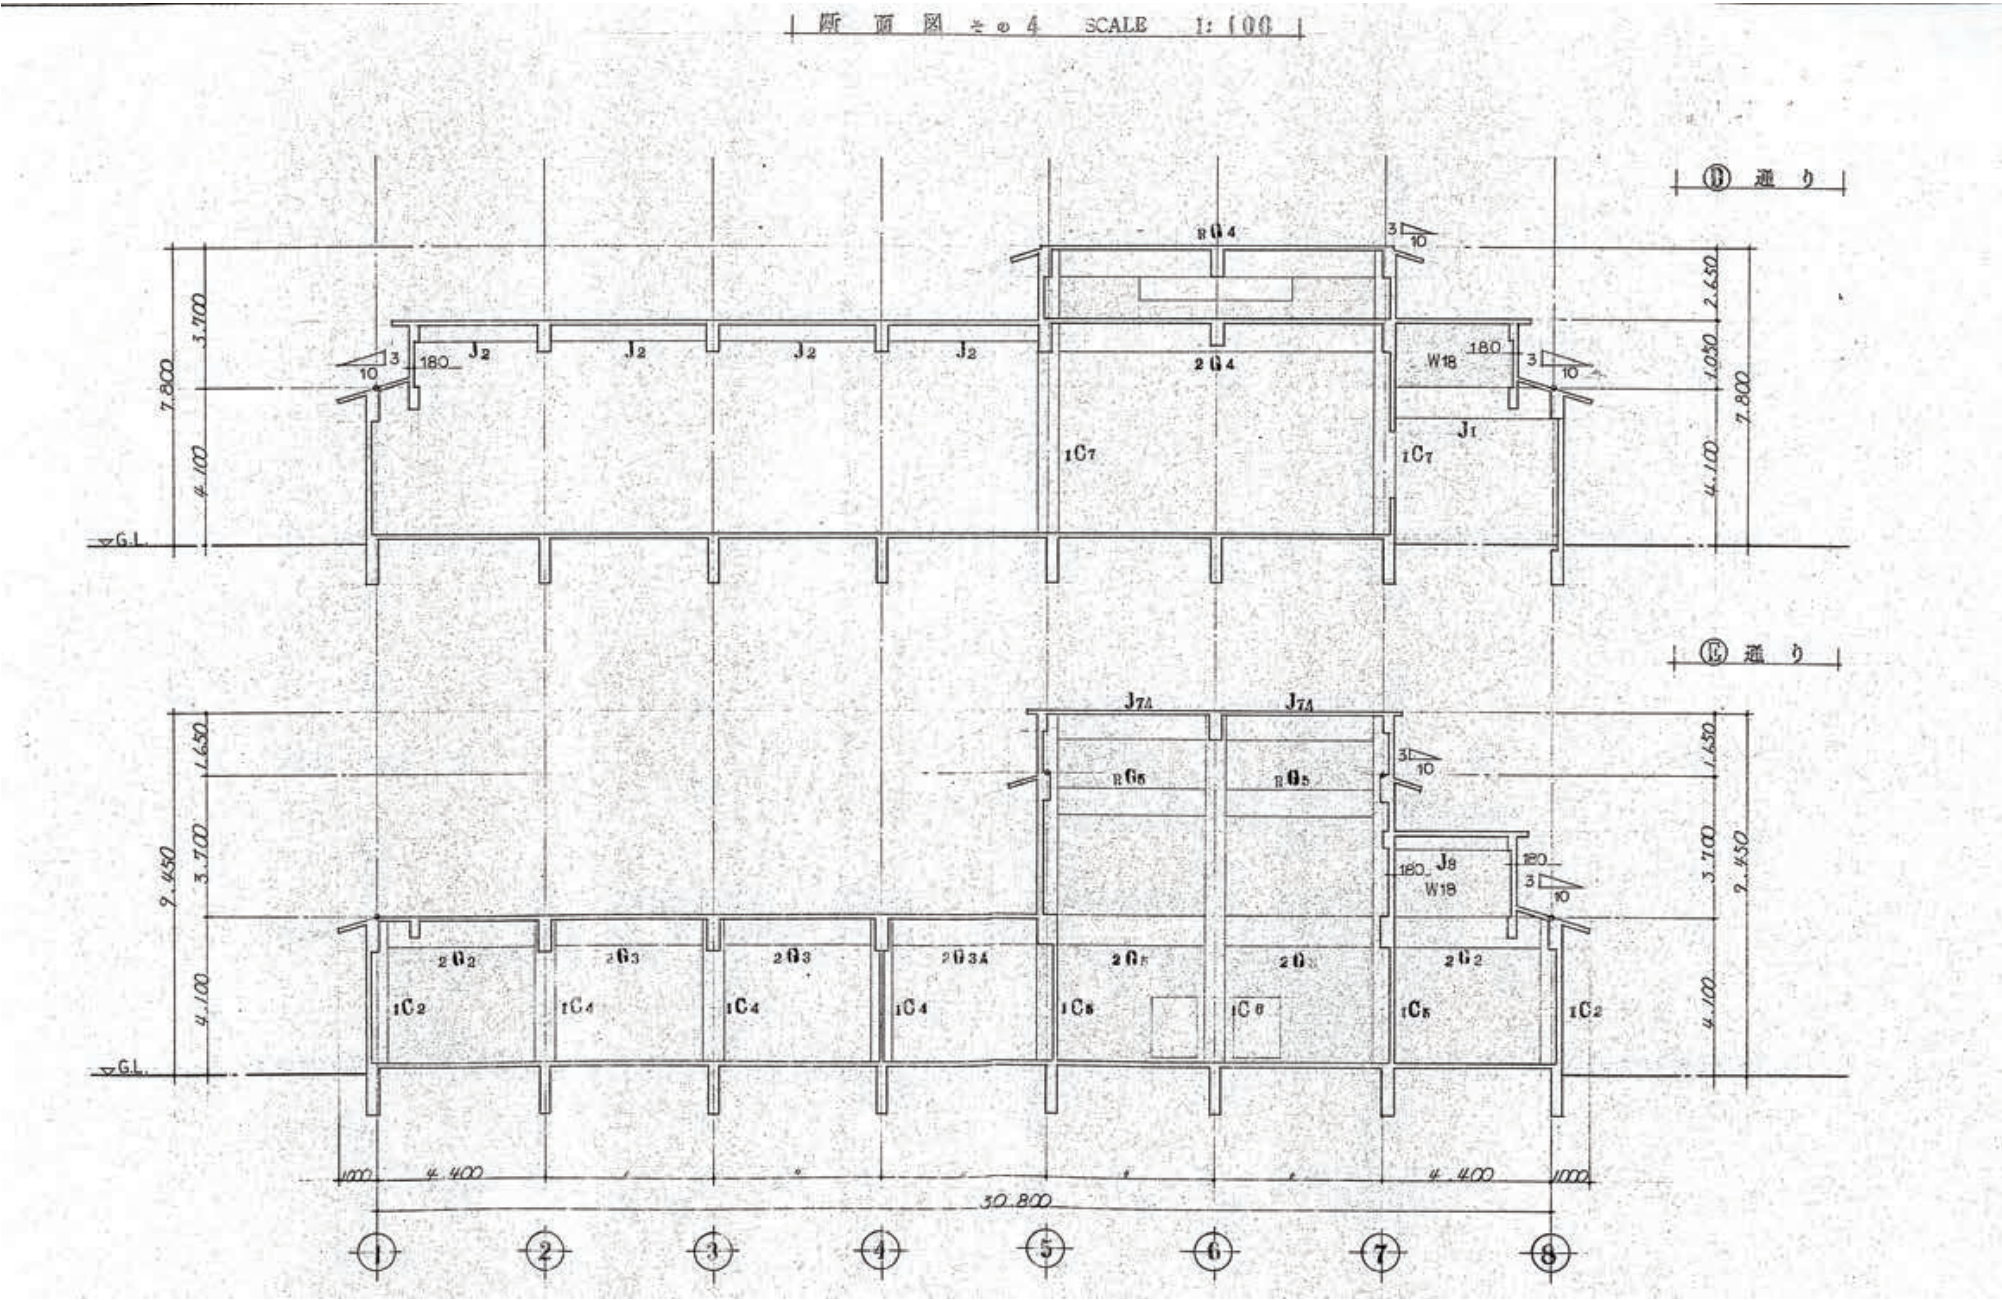 断面図 その4 SCALE 1:100
Ⓓ 通り
RG4
3
10
2.650
3.700
J2
J2
J2
J2
2G4
W18
180
3
10
1.050
3
10
180
7.800
7.800
J1
1C7
1C7
4.100
4.100
▽G.L.
Ⓔ 通り
J7A
J7A
1.650
1.650
3
10
RG5
3.700
3.700
9.450
9.450
180
J8
W18
180
3
10
2G2
2G3
2G3
2G3A
2G2
1C2
1C4
1C4
1C4
1C5
1C2
4.100
4.100
▽G.L.
1000
4.400
4.400
1000
30.800
1
2
3
4
5
6
7
8